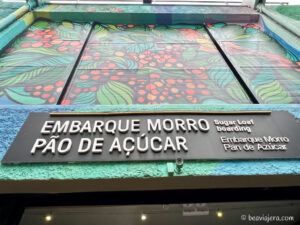 EMBARQUE MORRO
PÃO DE AÇÚCAR
Sugar Loaf
boarding
Embarque Morro
Pan de Azúcar
© beaviajera.com